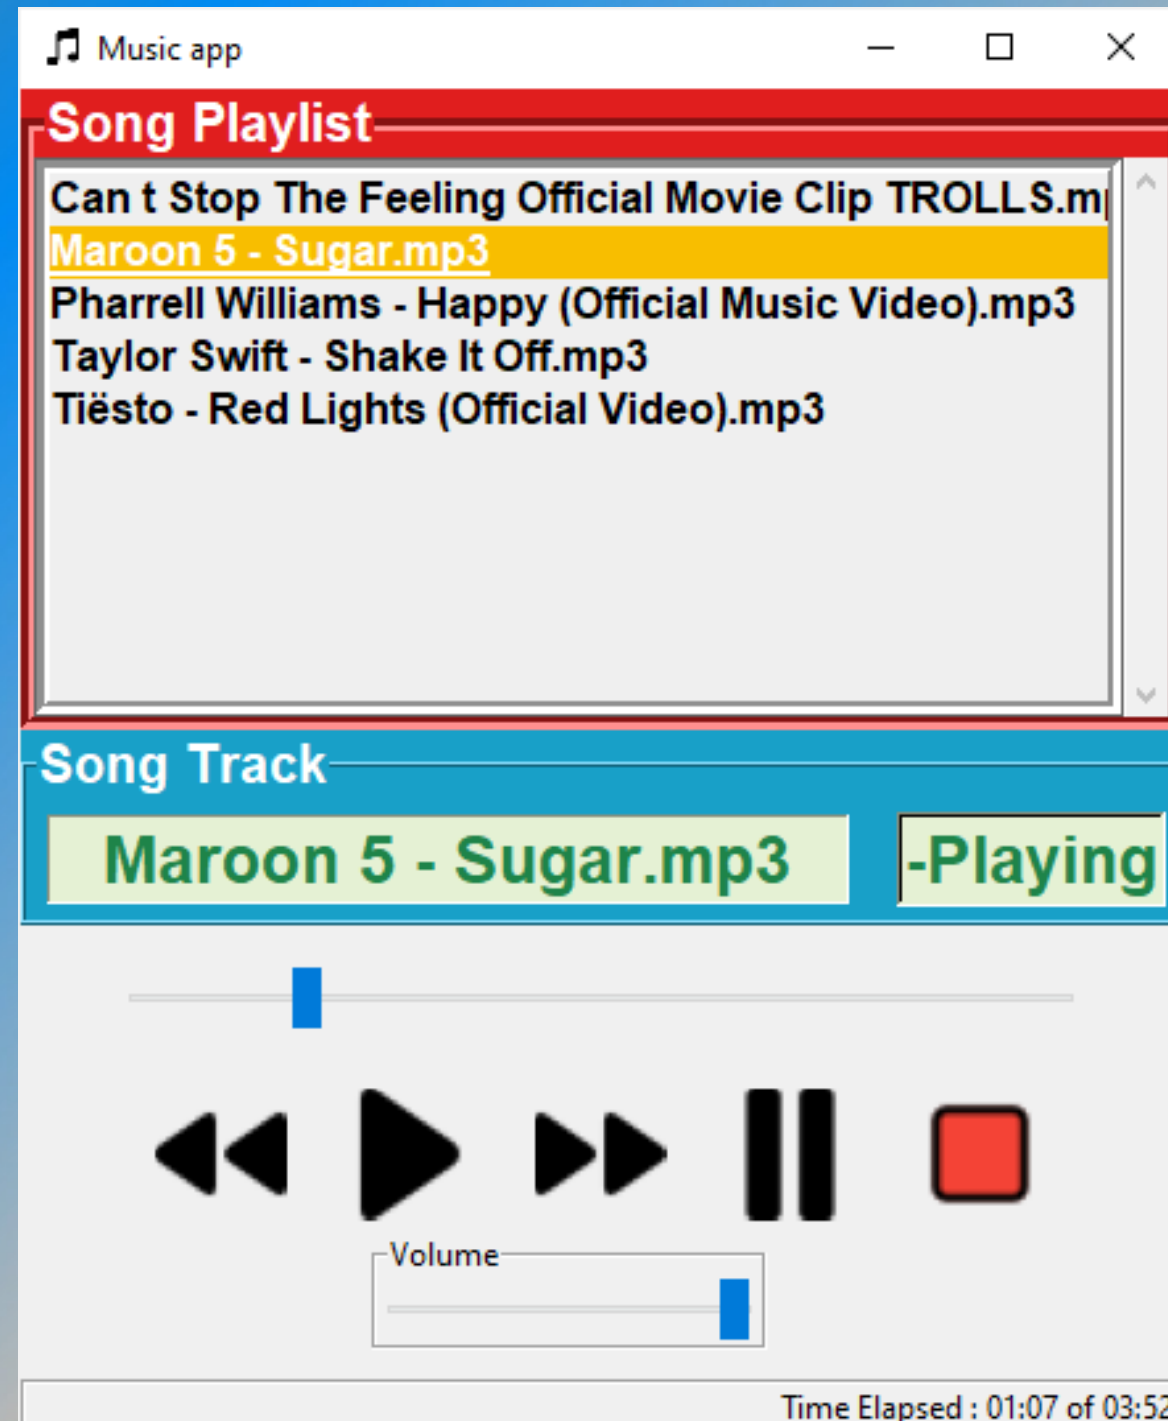 Music app
Song Playlist
Can t Stop The Feeling Official Movie Clip TROLLS.mp
Maroon 5 - Sugar.mp3
Pharrell Williams - Happy (Official Music Video).mp3
Taylor Swift - Shake It Off.mp3
Tiësto - Red Lights (Official Video).mp3
Song Track
Maroon 5 - Sugar.mp3 -Playing
Volume
Time Elapsed : 01:07 of 03:52